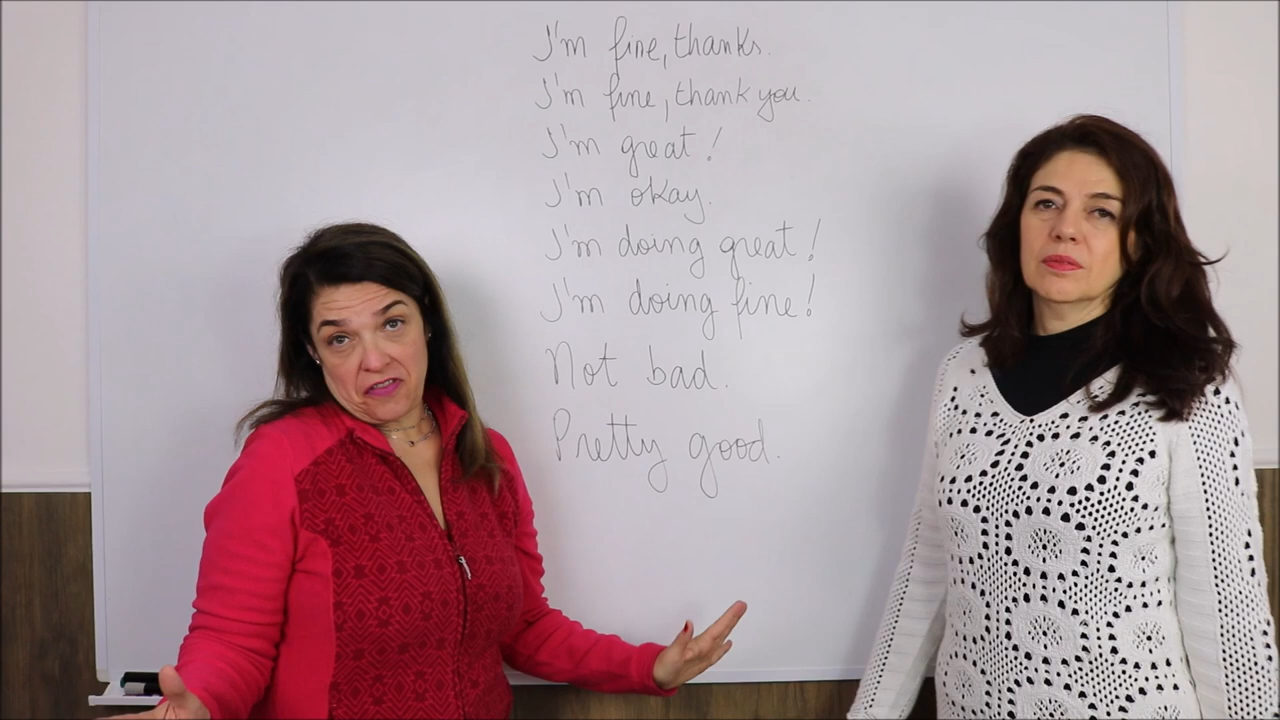 I'm fine, thanks.
I'm fine, thank you.
I'm great!
I'm okay.
I'm doing great!
I'm doing fine!
Not bad.
Pretty good.